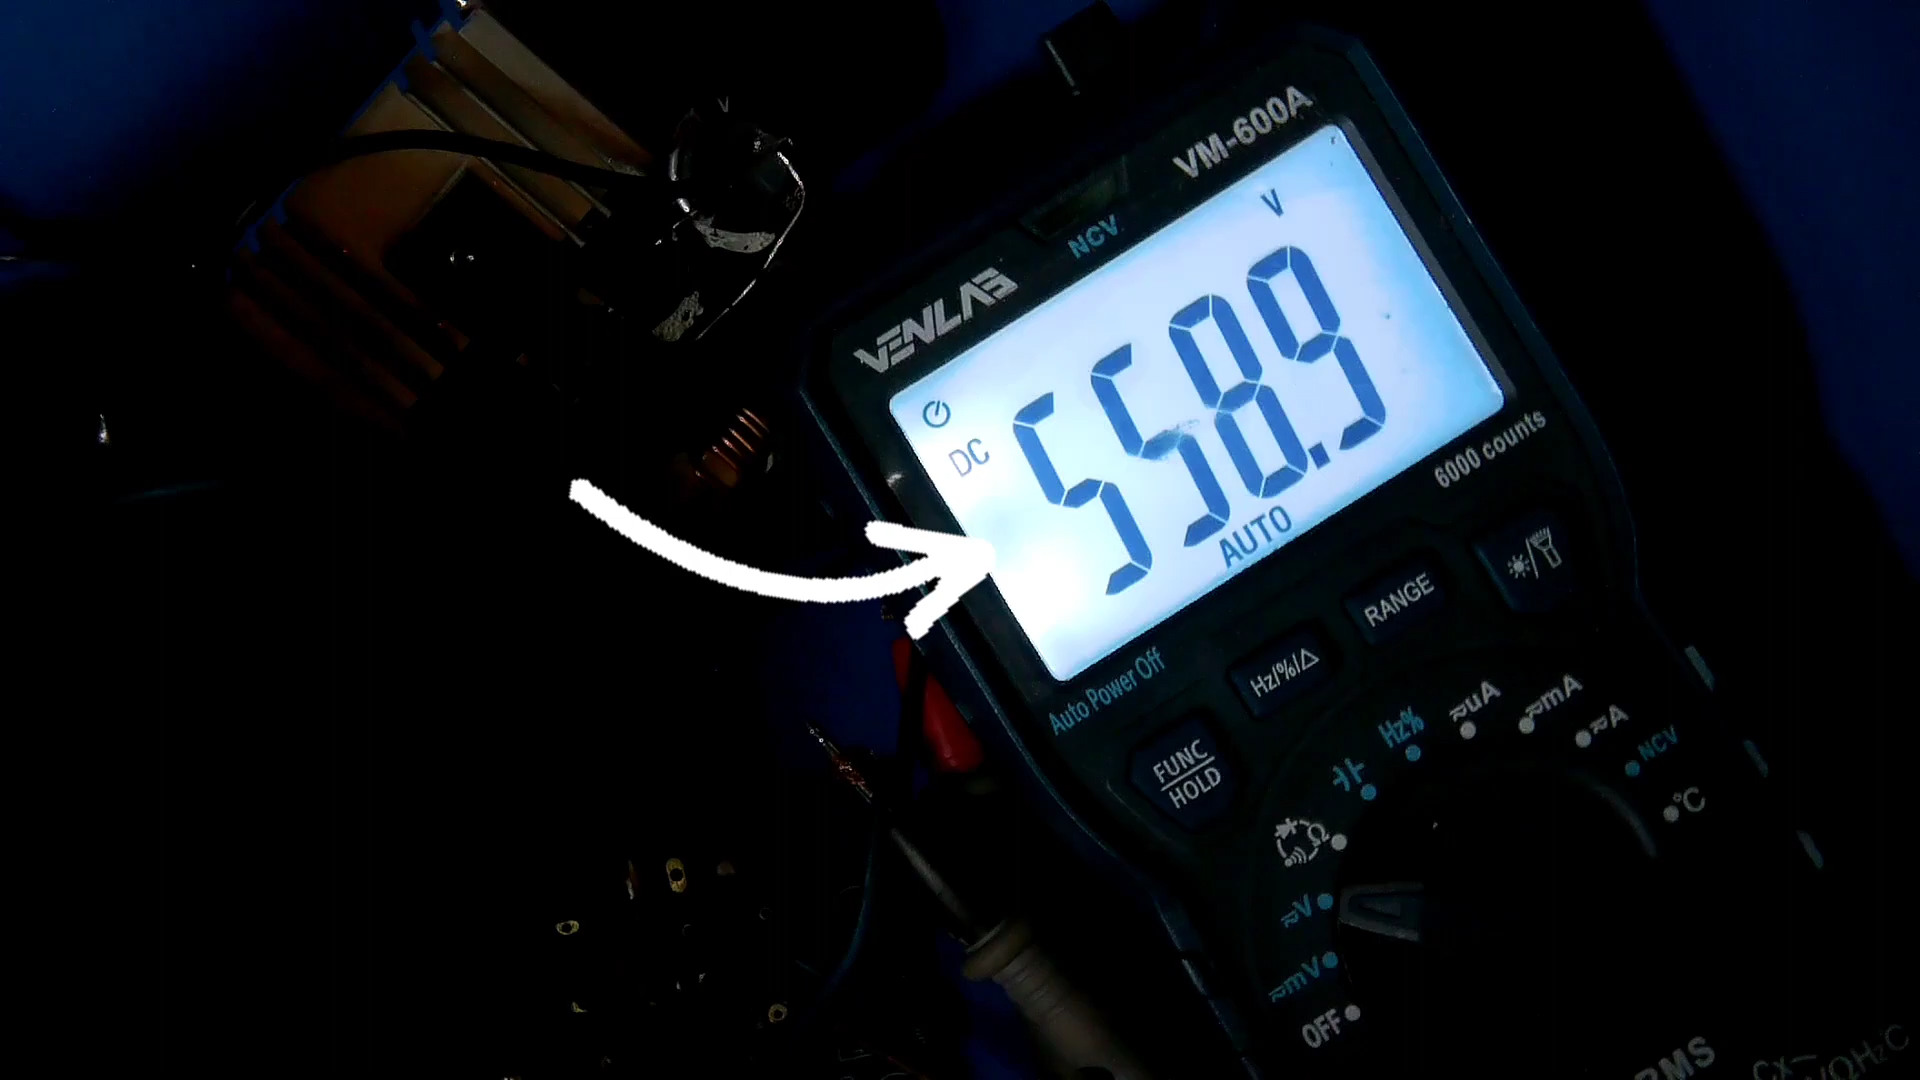 VM-600A
NCV
VENLAB
V
DC
558.9
AUTO
6000 counts
Auto Power Off
RANGE
Hz/%/△
FUNC
HOLD
Hz%
uA
mA
A
NCV
°C
Ω
V
mV
OFF
RMS